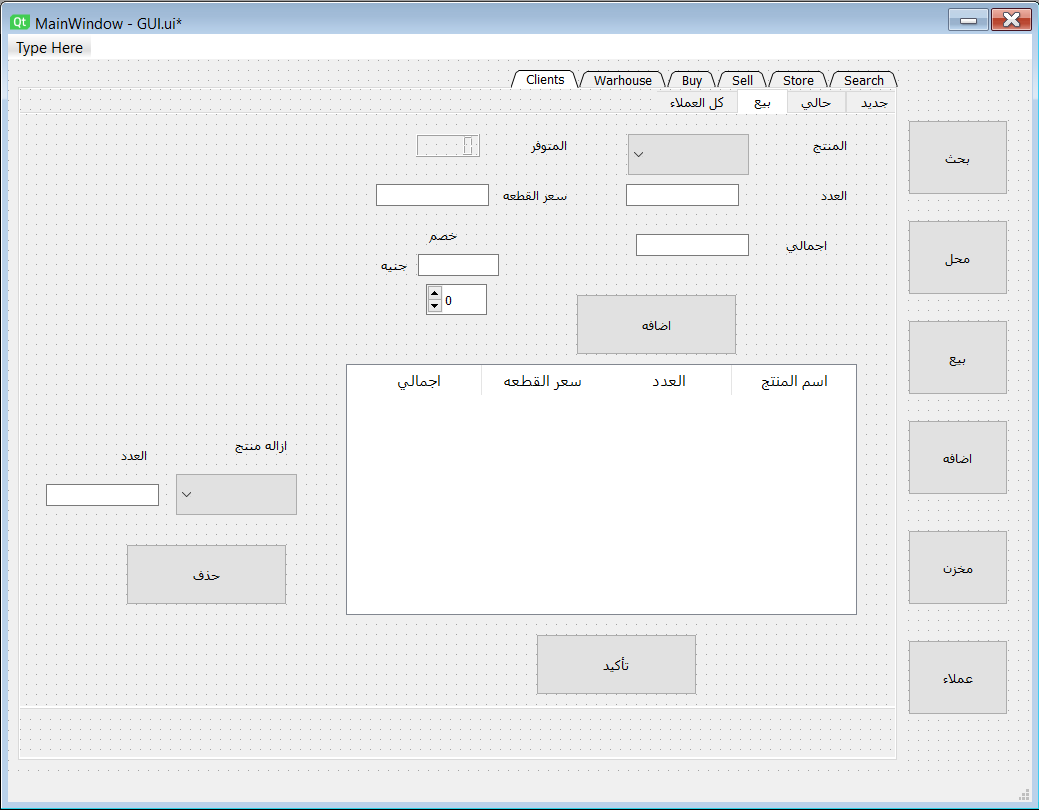 MainWindow - GUI.ui*
Type Here
Clients Warhouse Buy Sell Store Search
جديد حالي بيع كل العملاء
المنتج المتوفر 0
العدد سعر القطعه
اجمالي خصم
جنيه
0
اضافه
اسم المنتج العدد سعر القطعه اجمالي
ازاله منتج
العدد
حذف
تأكيد
بحث
محل
بيع
اضافه
مخزن
عملاء